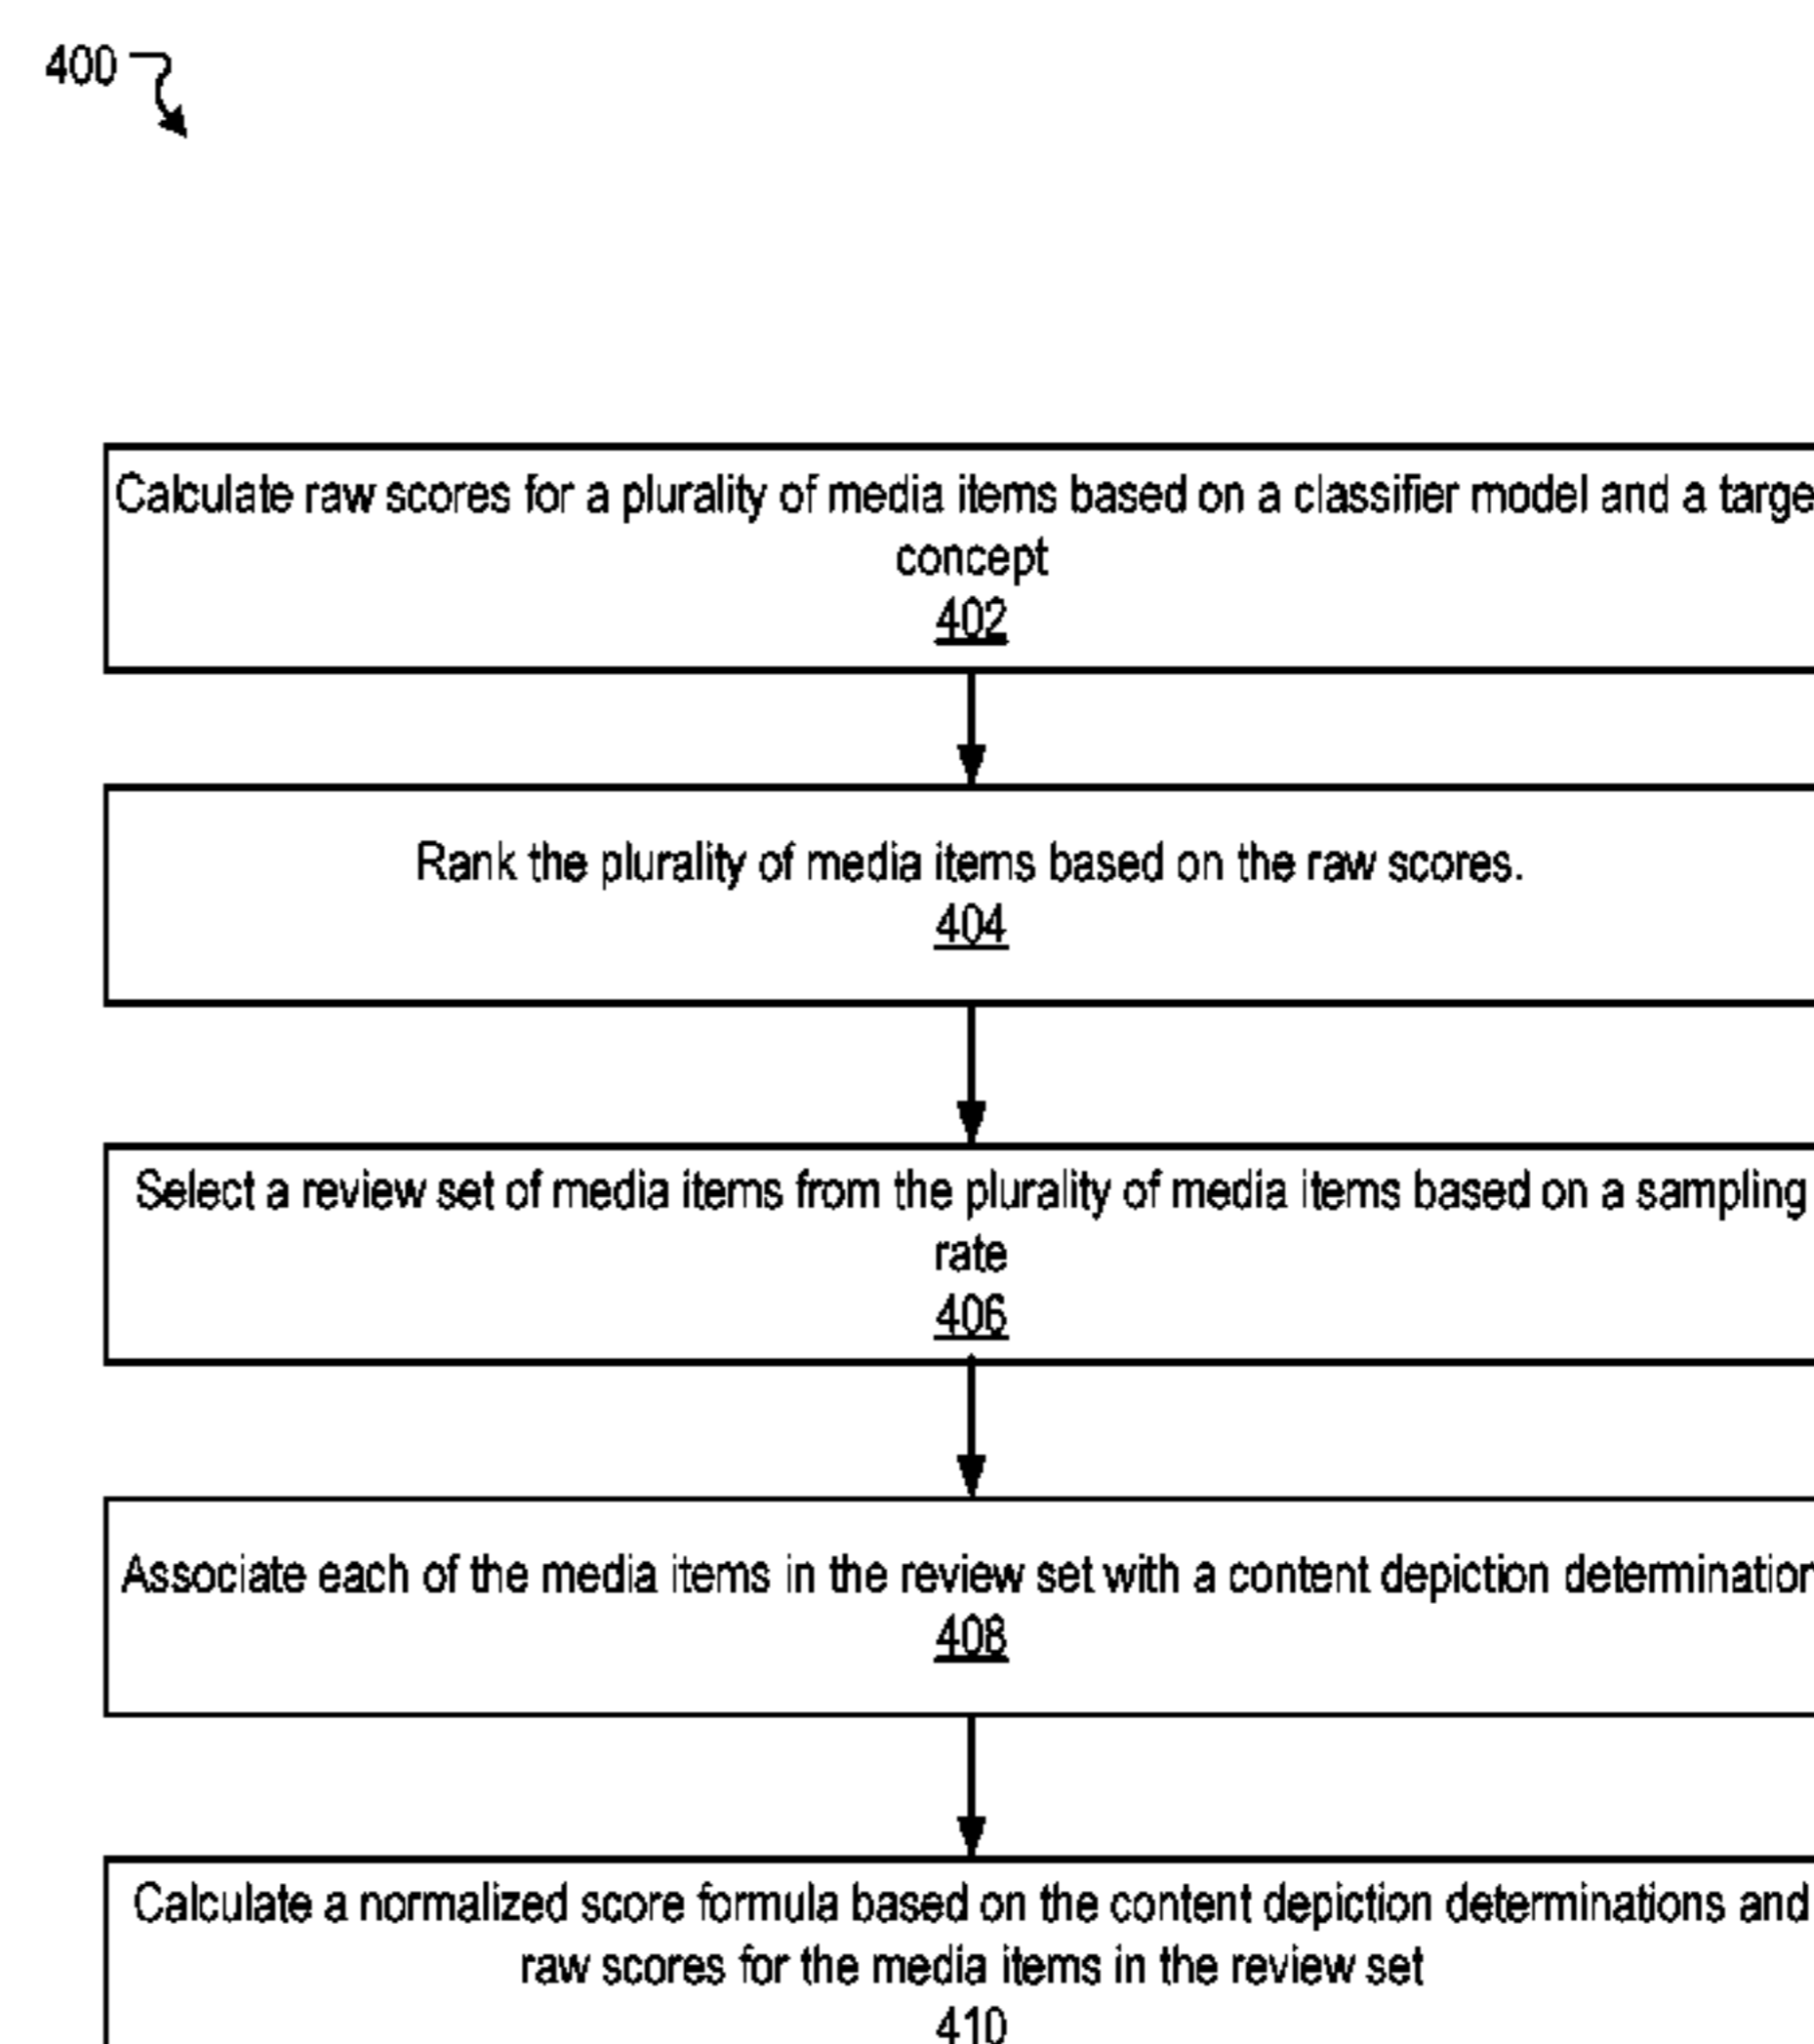 400
Calculate raw scores for a plurality of media items based on a classifier model and a targe
concept
402
Rank the plurality of media items based on the raw scores.
404
Select a review set of media items from the plurality of media items based on a sampling
rate
406
Associate each of the media items in the review set with a content depiction determination
408
Calculate a normalized score formula based on the content depiction determinations and
raw scores for the media items in the review set
410